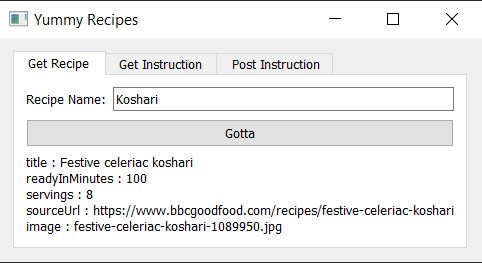 Yummy Recipes
Get Recipe Get Instruction Post Instruction
Recipe Name: Koshari
Gotta
title : Festive celeriac koshari
readyInMinutes : 100
servings : 8
sourceUrl : https://www.bbcgoodfood.com/recipes/festive-celeriac-koshari
image : festive-celeriac-koshari-1089950.jpg